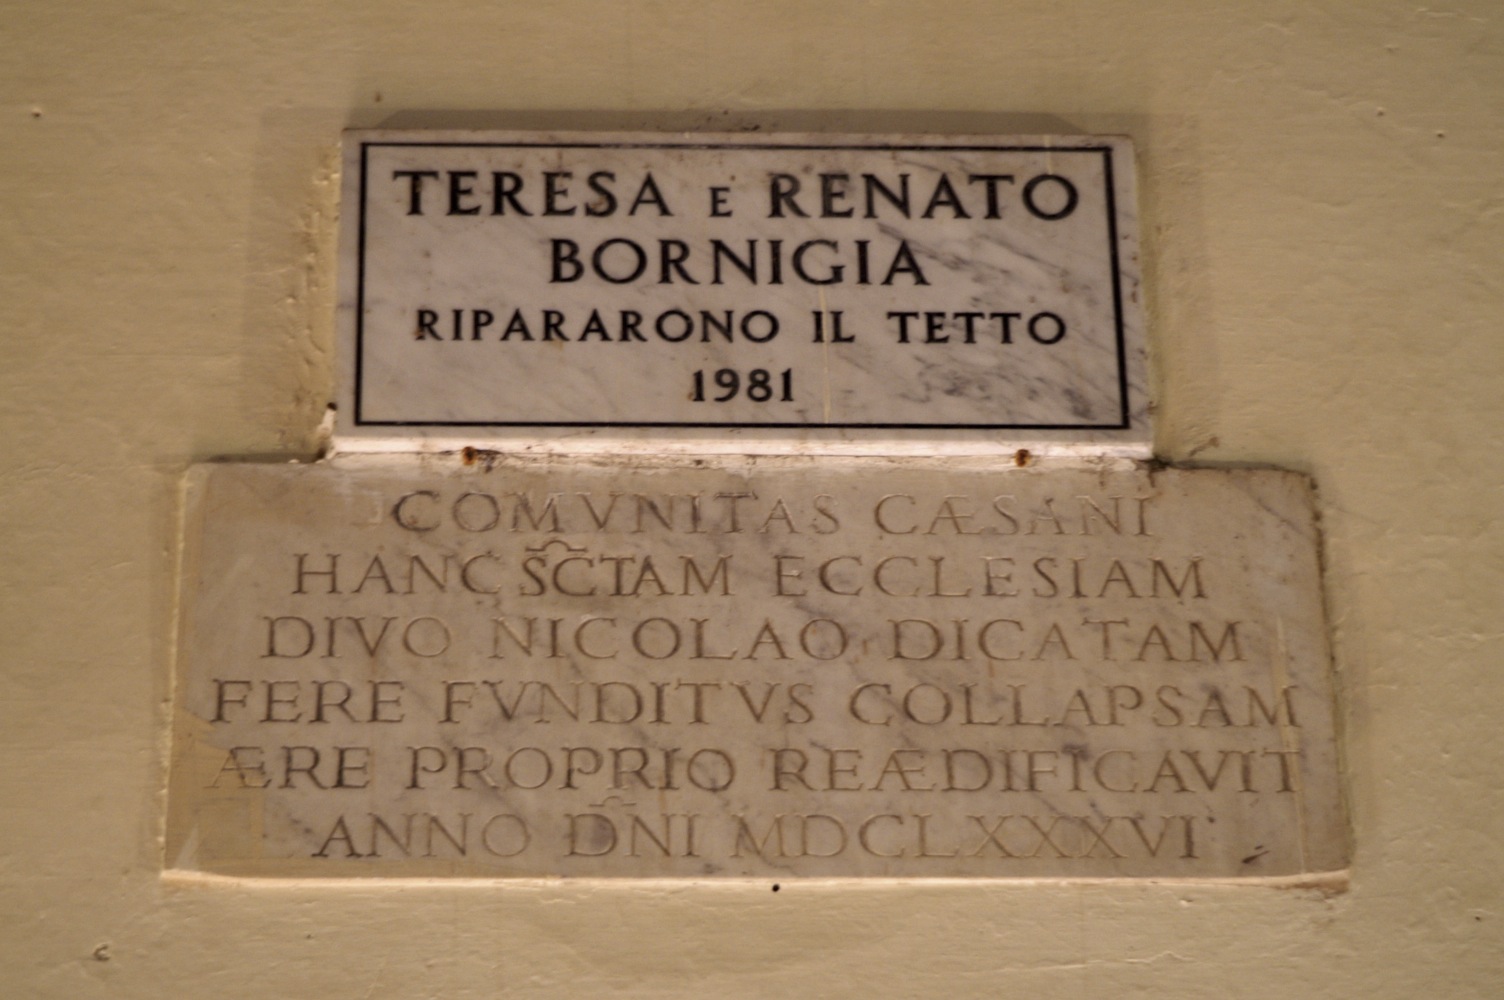 TERESA E RENATO
BORNIGIA
RIPARARONO IL TETTO
1981
COMVNITAS CÆSANI
HANC SCTAM ECCLESIAM
DIVO NICOLAO DICATAM
FERE FVNDITVS COLLAPSAM
ÆRE PROPRIO REÆDIFICAVIT
ANNO DNI MDCLXXXVI